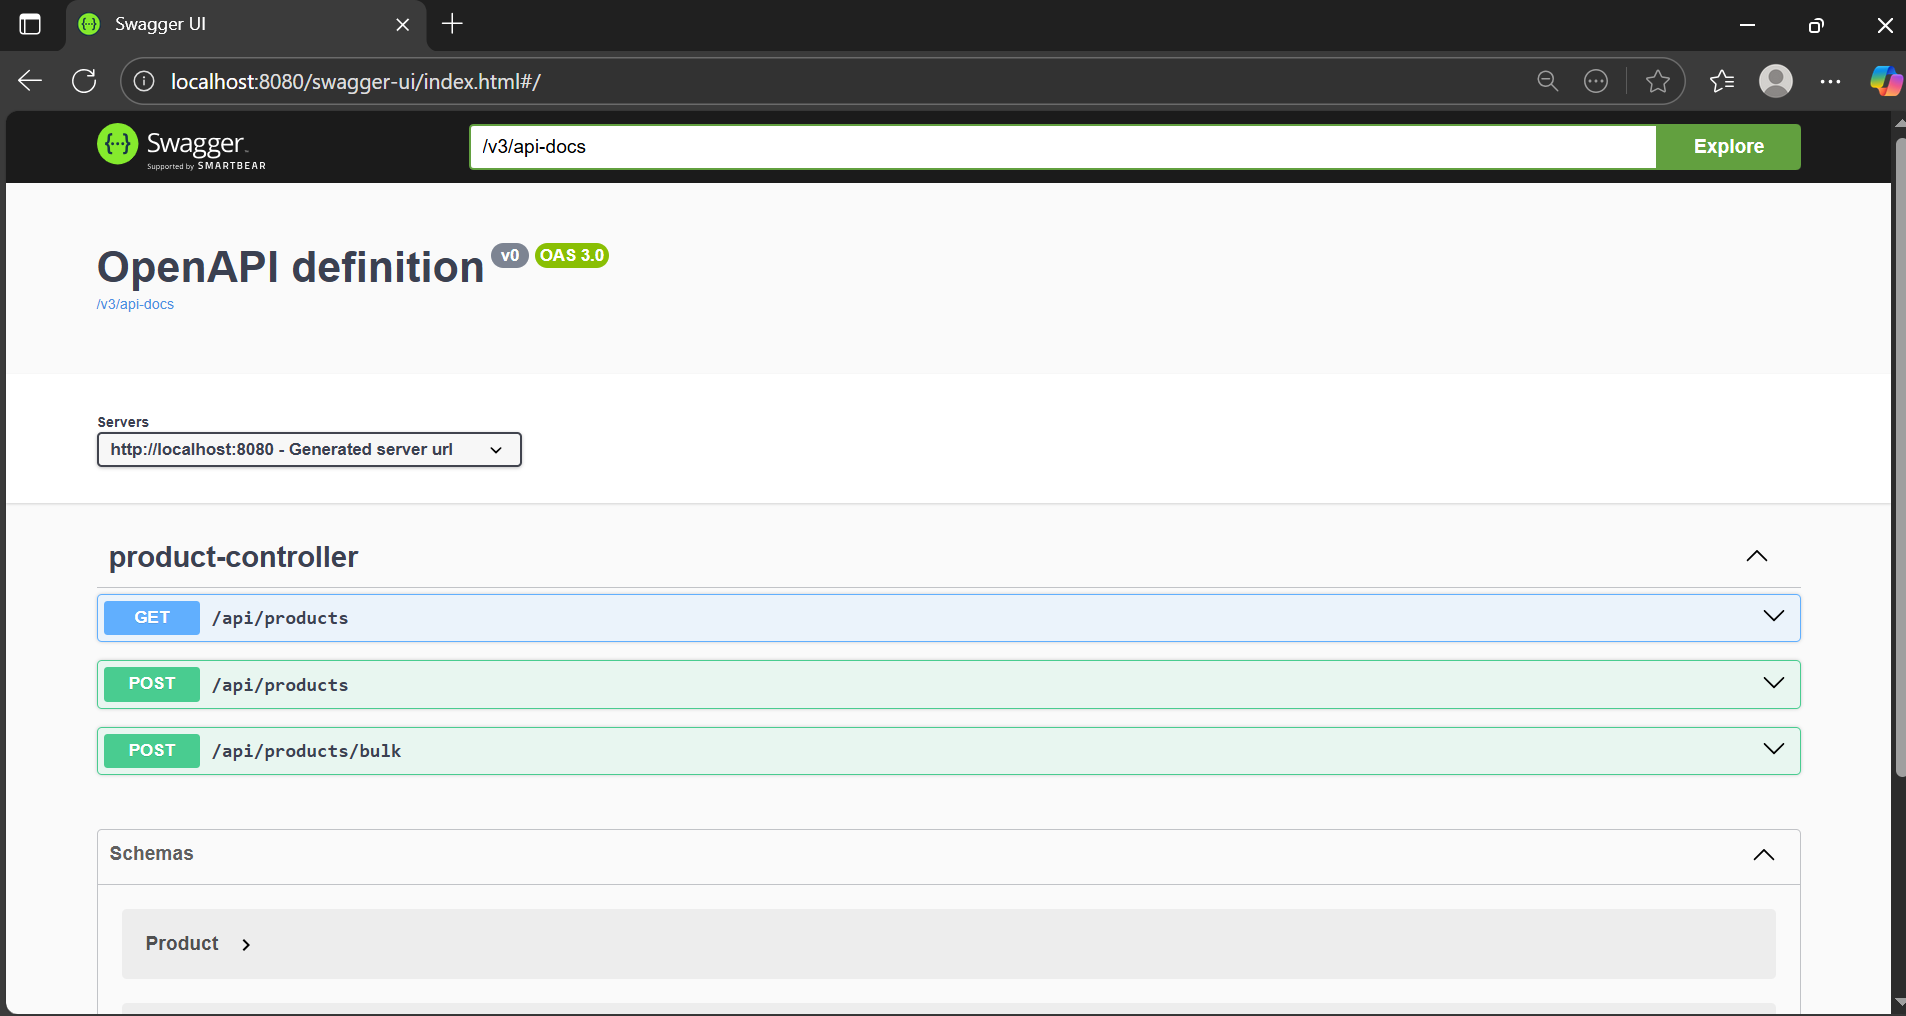 Swagger UI
localhost:8080/swagger-ui/index.html#/
Swagger
Supported by SMARTBEAR
/v3/api-docs
Explore
OpenAPI definition v0 OAS 3.0
/v3/api-docs
Servers
http://localhost:8080 - Generated server url
product-controller
GET /api/products
POST /api/products
POST /api/products/bulk
Schemas
Product